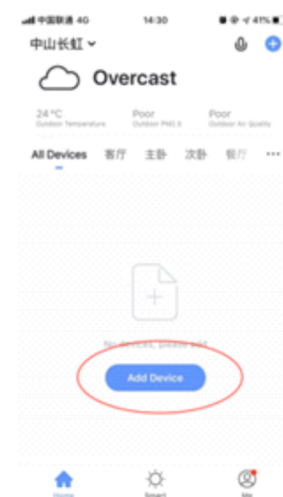 中国联通 4G 14:30 41%
中山长虹
Overcast
24 °C Poor Poor
Outdoor Temperature Outdoor PM2.5 Outdoor Air Quality
All Devices 客厅 主卧 次卧 餐厅 ...
No devices, please add
Add Device
Home Smart Me